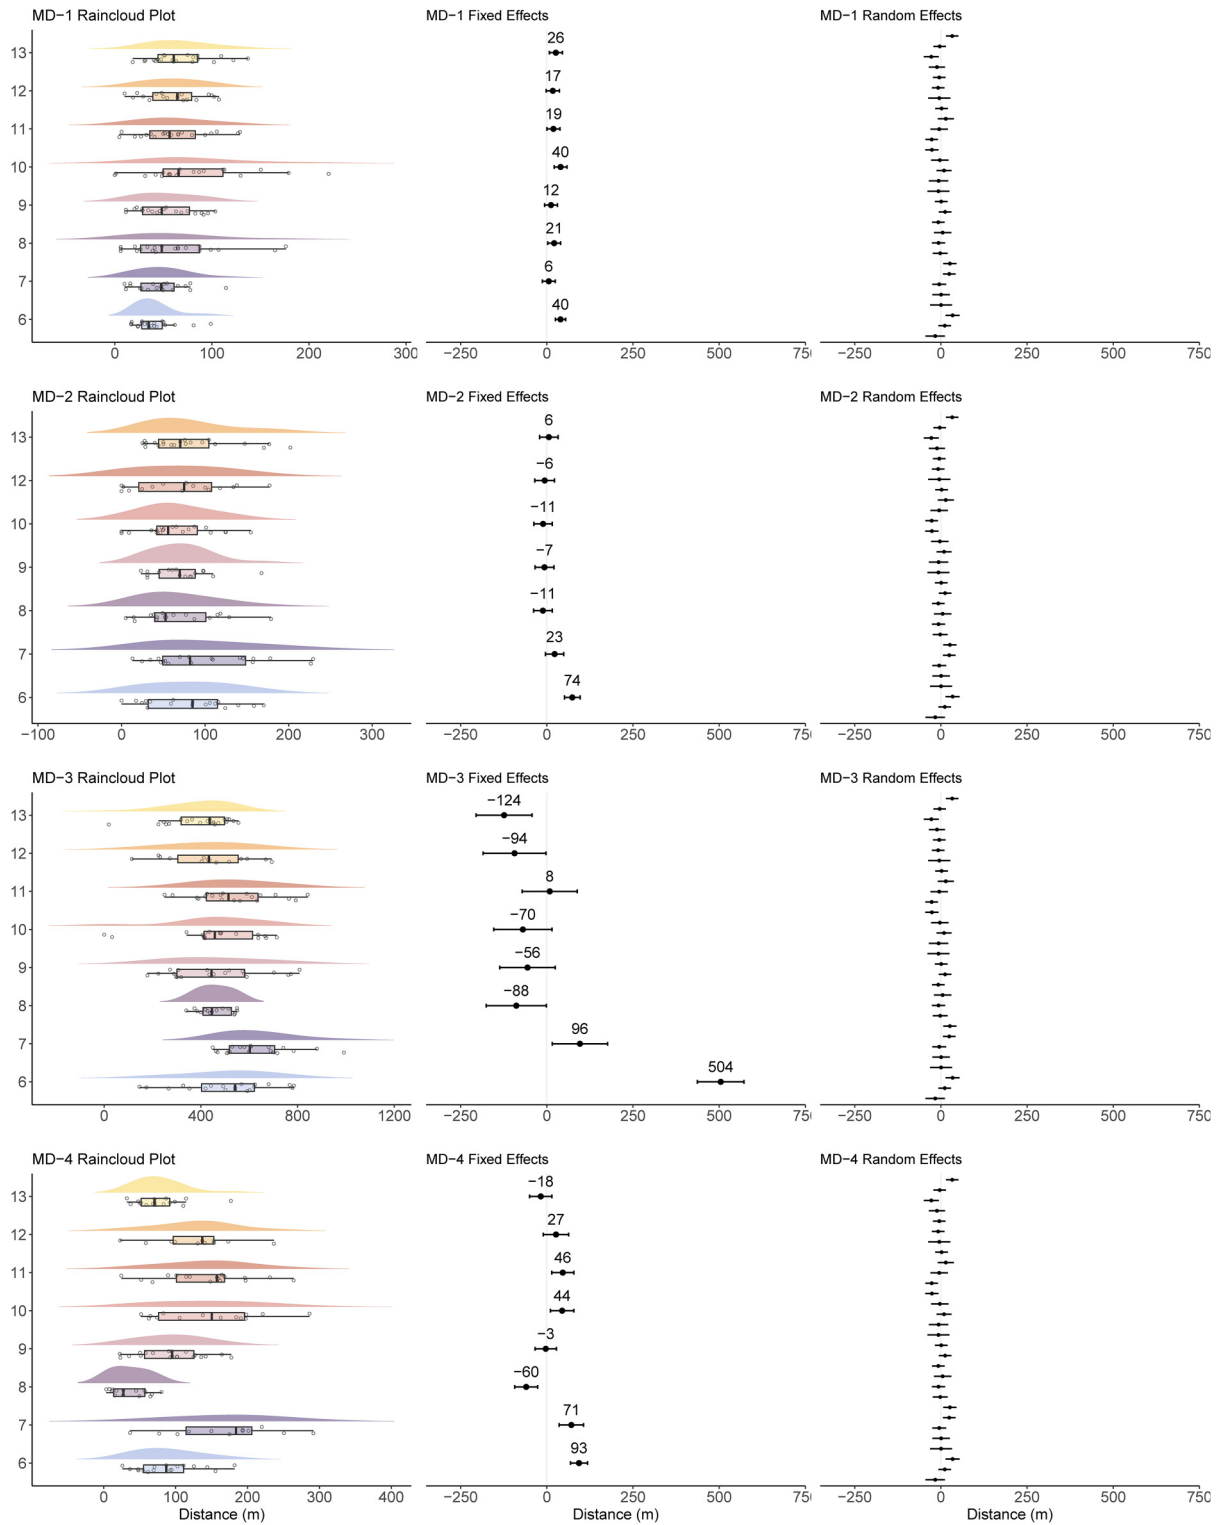 MD−1 Raincloud Plot
13
12
11
10
9
8
7
6
0 100 200 300
MD−1 Fixed Effects
26
17
19
40
12
21
6
40
−250 0 250 500 750
MD−1 Random Effects
−250 0 250 500 750
MD−2 Raincloud Plot
13
12
10
9
8
7
6
−100 0 100 200 300
MD−2 Fixed Effects
6
−6
−11
−7
−11
23
74
−250 0 250 500 750
MD−2 Random Effects
−250 0 250 500 750
MD−3 Raincloud Plot
13
12
11
10
9
8
7
6
0 400 800 1200
MD−3 Fixed Effects
−124
−94
8
−70
−56
−88
96
504
−250 0 250 500 750
MD−3 Random Effects
−250 0 250 500 750
MD−4 Raincloud Plot
13
12
11
10
9
8
7
6
0 100 200 300 400
Distance (m)
MD−4 Fixed Effects
−18
27
46
44
−3
−60
71
93
−250 0 250 500 750
Distance (m)
MD−4 Random Effects
−250 0 250 500 750
Distance (m)